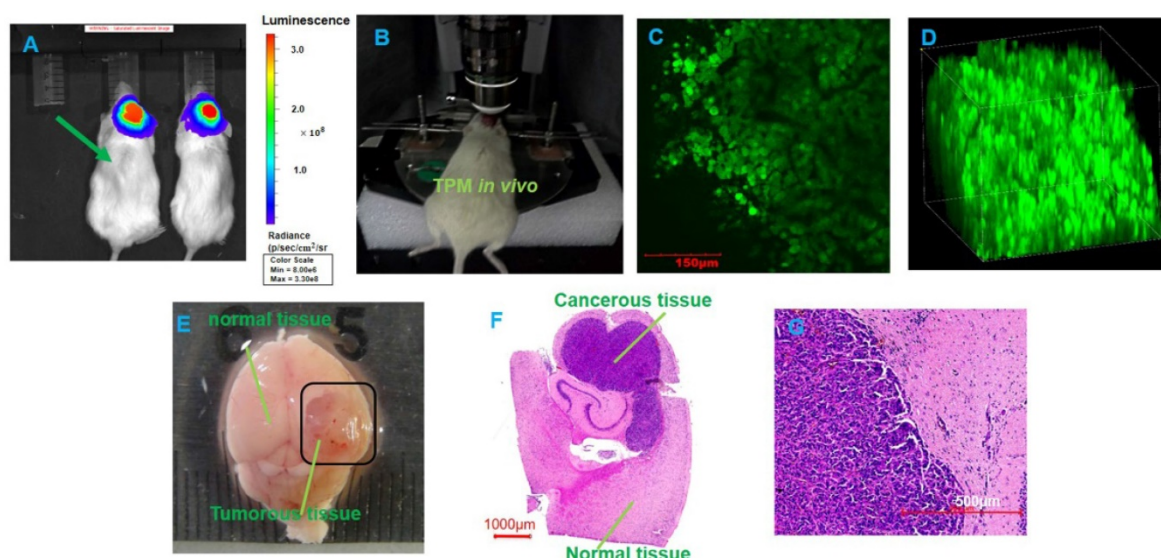 A
Luminescence
3.0
2.0
× 10⁸
1.0
Radiance
(p/sec/cm²/sr
Color Scale
Min = 8.00e6
Max = 3.30e8
B
TPM in vivo
C
150μm
D
E
normal tissue
5
Tumorous tissue
F
Cancerous tissue
1000μm
Normal tissue
G
500μm